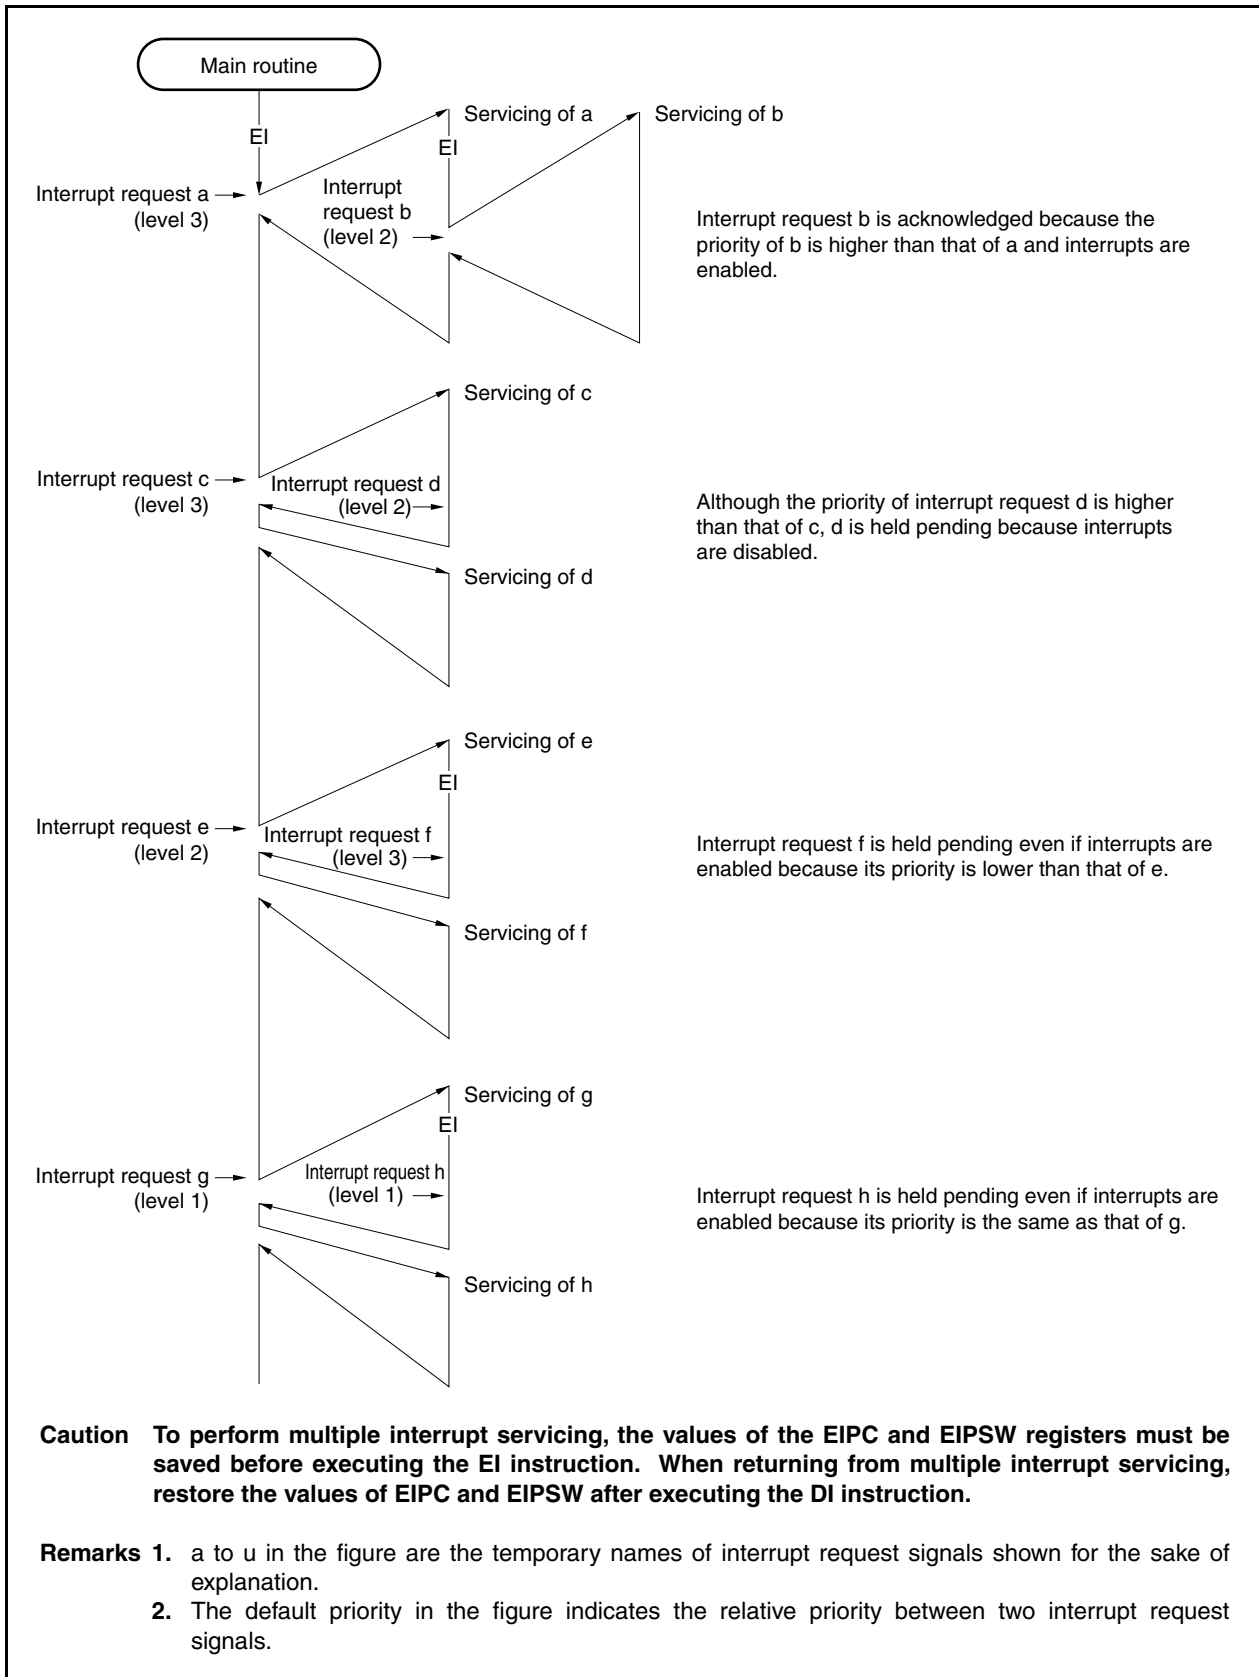 Main routine
EI
Servicing of a
Servicing of b
EI
Interrupt request a
(level 3)
Interrupt
request b
(level 2)
Interrupt request b is acknowledged because the
priority of b is higher than that of a and interrupts are
enabled.
Servicing of c
Interrupt request c
(level 3)
Interrupt request d
(level 2)
Although the priority of interrupt request d is higher
than that of c, d is held pending because interrupts
are disabled.
Servicing of d
Servicing of e
EI
Interrupt request e
(level 2)
Interrupt request f
(level 3)
Interrupt request f is held pending even if interrupts are
enabled because its priority is lower than that of e.
Servicing of f
Servicing of g
EI
Interrupt request g
(level 1)
Interrupt request h
(level 1)
Interrupt request h is held pending even if interrupts are
enabled because its priority is the same as that of g.
Servicing of h
Caution To perform multiple interrupt servicing, the values of the EIPC and EIPSW registers must be
saved before executing the EI instruction. When returning from multiple interrupt servicing,
restore the values of EIPC and EIPSW after executing the DI instruction.
Remarks 1. a to u in the figure are the temporary names of interrupt request signals shown for the sake of
explanation.
2. The default priority in the figure indicates the relative priority between two interrupt request
signals.